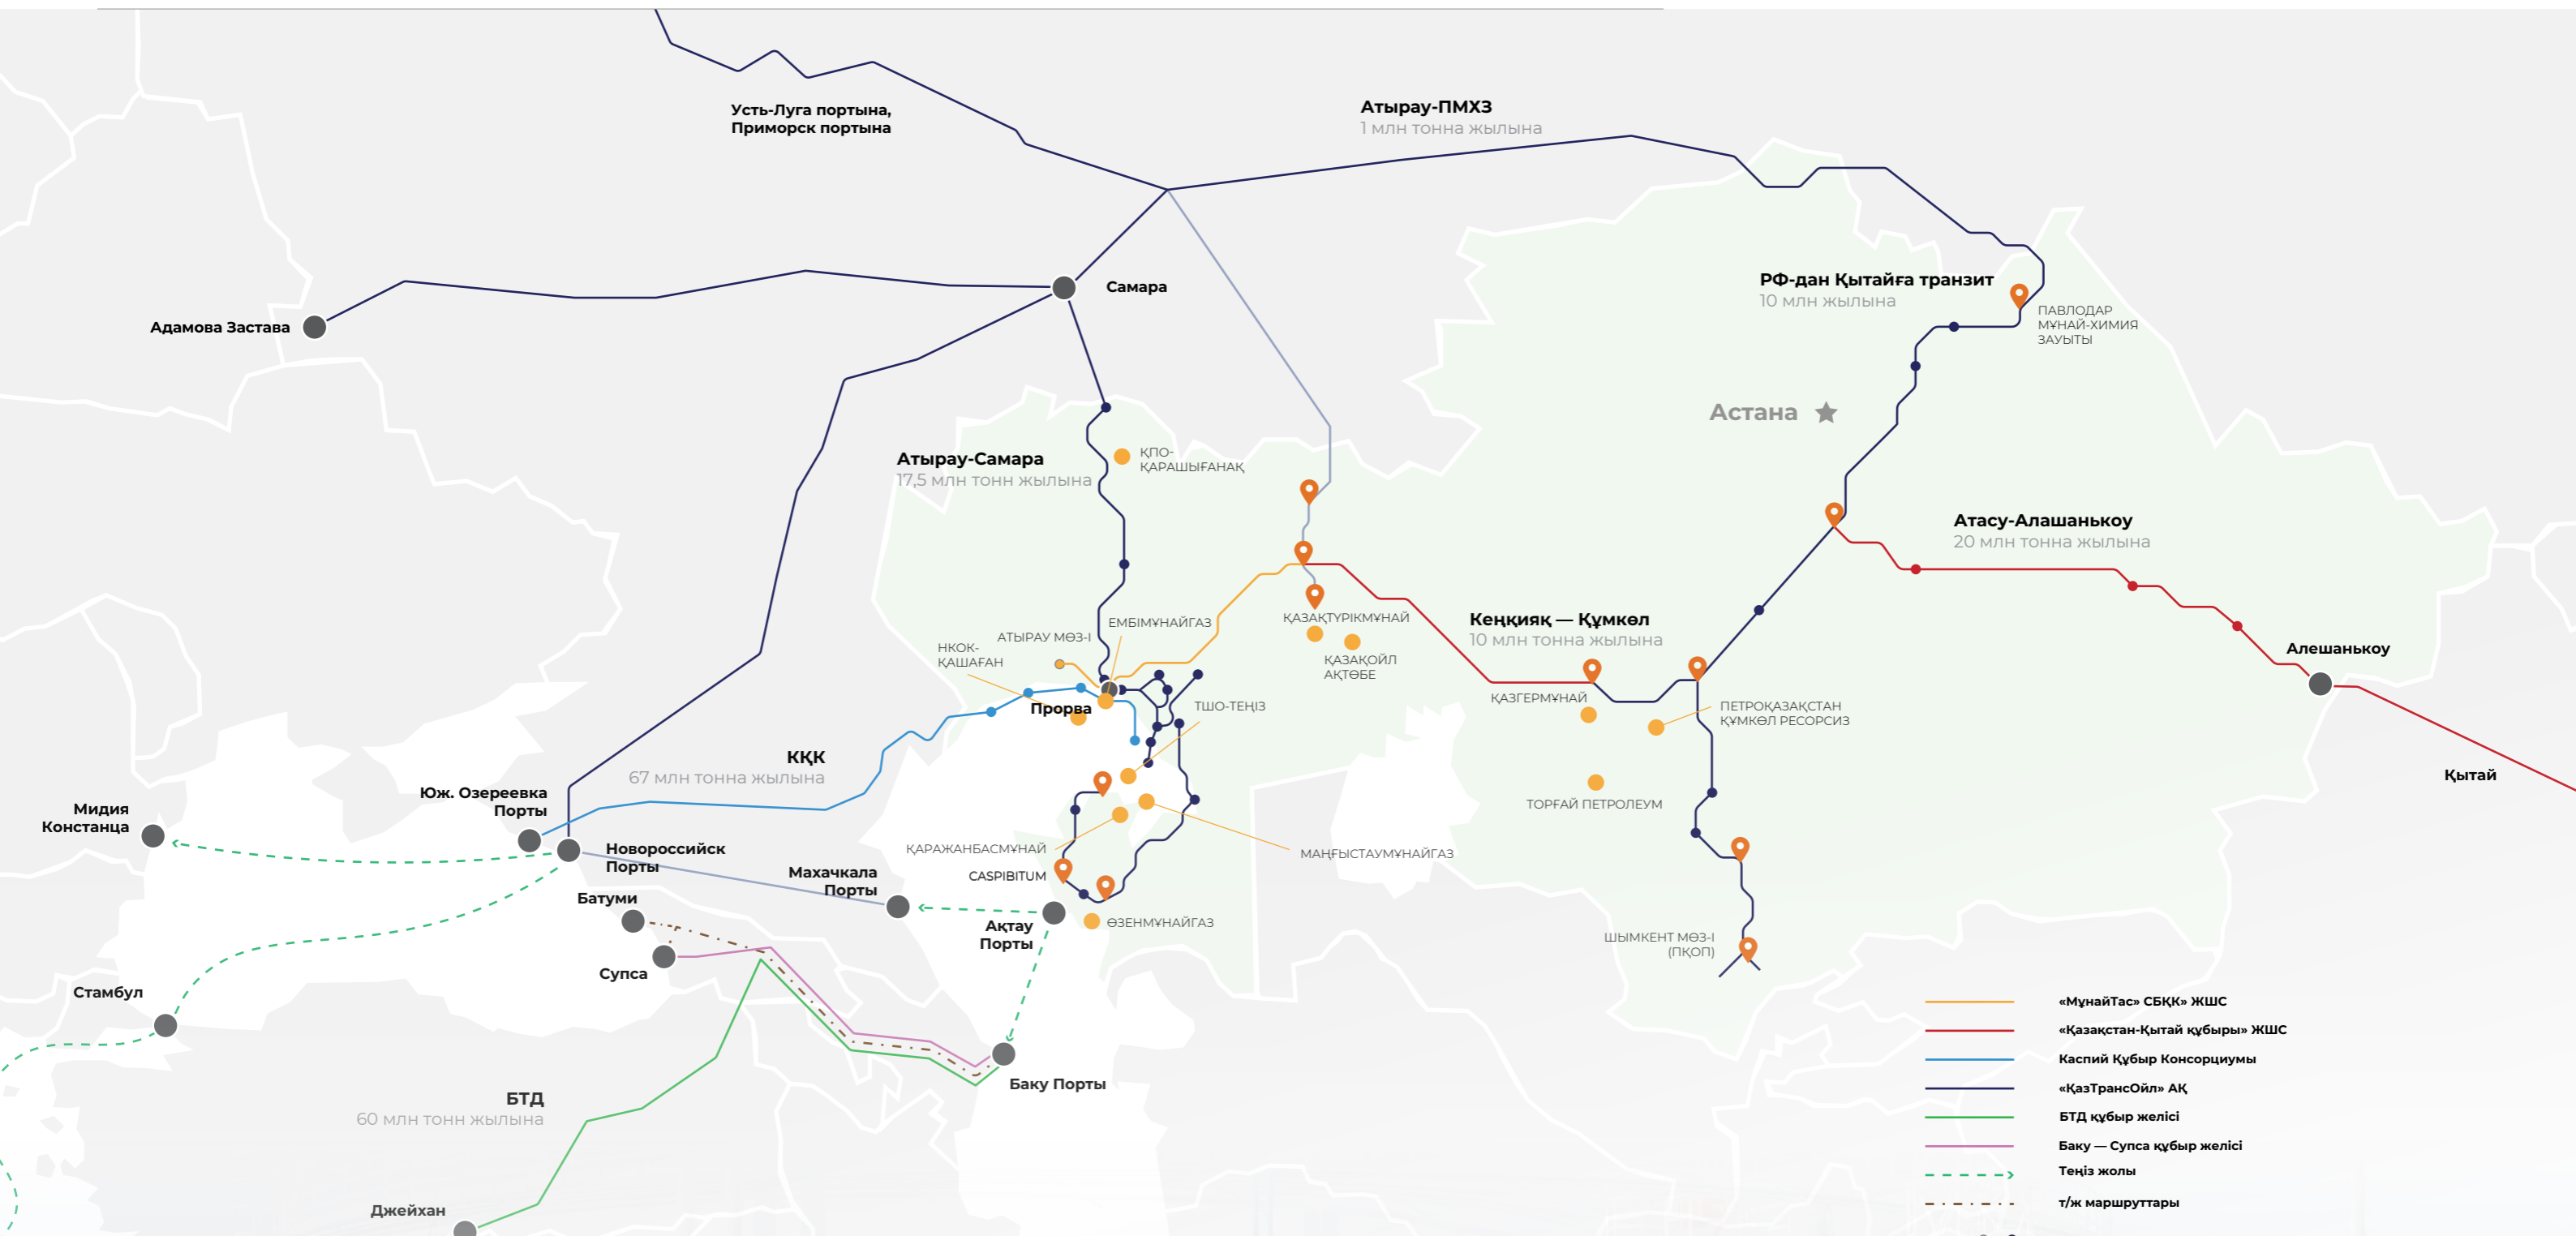 Усть-Луга портына,
Приморск портына
Атырау-ПМХЗ
1 млн тонна жылына
Самара
Адамова Застава
РФ-дан Қытайға транзит
10 млн жылына
ПАВЛОДАР
МҰНАЙ-ХИМИЯ
ЗАУЫТЫ
Астана
Атырау-Самара
17,5 млн тонн жылына
ҚПО-
ҚАРАШЫҒАНАҚ
Атасу-Алашанькоу
20 млн тонна жылына
ЕМБІМҰНАЙГАЗ
АТЫРАУ МӨЗ-І
НКОК-
ҚАШАҒАН
ҚАЗАҚТҮРІКМҰНАЙ
ҚАЗАҚОЙЛ
АҚТӨБЕ
Кеңқияқ — Құмкөл
10 млн тонна жылына
Алешанькоу
ҚАЗГЕРМҰНАЙ
ПЕТРОҚАЗАҚСТАН
ҚҰМКӨЛ РЕСОРСИЗ
Прорва
ТШО-ТЕҢІЗ
ҚҚК
67 млн тонна жылына
Қытай
Юж. Озереевка
Порты
Мидия
Констанца
ТОРҒАЙ ПЕТРОЛЕУМ
Новороссийск
Порты
ҚАРАЖАНБАСМҰНАЙ
МАҢҒЫСТАУМҰНАЙГАЗ
CASPIBITUM
Махачкала
Порты
Батуми
Ақтау
Порты
ӨЗЕНМҰНАЙГАЗ
ШЫМКЕНТ МӨЗ-І
(ПҚОП)
Супса
Стамбул
Баку Порты
БТД
60 млн тонн жылына
Джейхан
«МұнайТас» СБҚК» ЖШС
«Қазақстан-Қытай құбыры» ЖШС
Каспий Құбыр Консорциумы
«ҚазТрансОйл» АҚ
БТД құбыр желісі
Баку — Супса құбыр желісі
Теңіз жолы
т/ж маршруттары